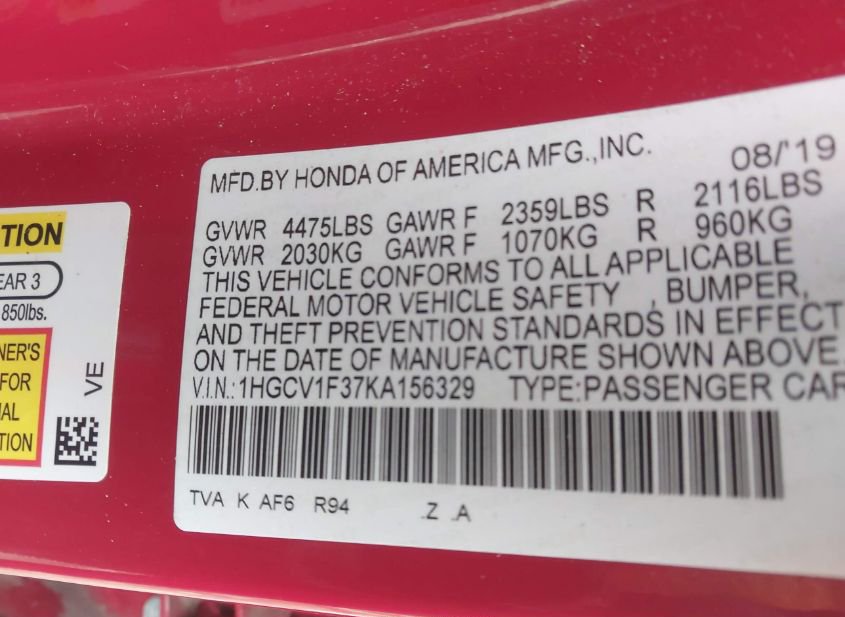 TION
EAR 3
850lbs.
NER'S
FOR
AL
TION
VE
MFD.BY HONDA OF AMERICA MFG.,INC. 08/'19
GVWR 4475LBS GAWR F 2359LBS R 2116LBS
GVWR 2030KG GAWR F 1070KG R 960KG
THIS VEHICLE CONFORMS TO ALL APPLICABLE
FEDERAL MOTOR VEHICLE SAFETY , BUMPER,
AND THEFT PREVENTION STANDARDS IN EFFECT
ON THE DATE OF MANUFACTURE SHOWN ABOVE.
V.I.N.: 1HGCV1F37KA156329 TYPE:PASSENGER CAR
TVA K AF6 R94 .Z .A